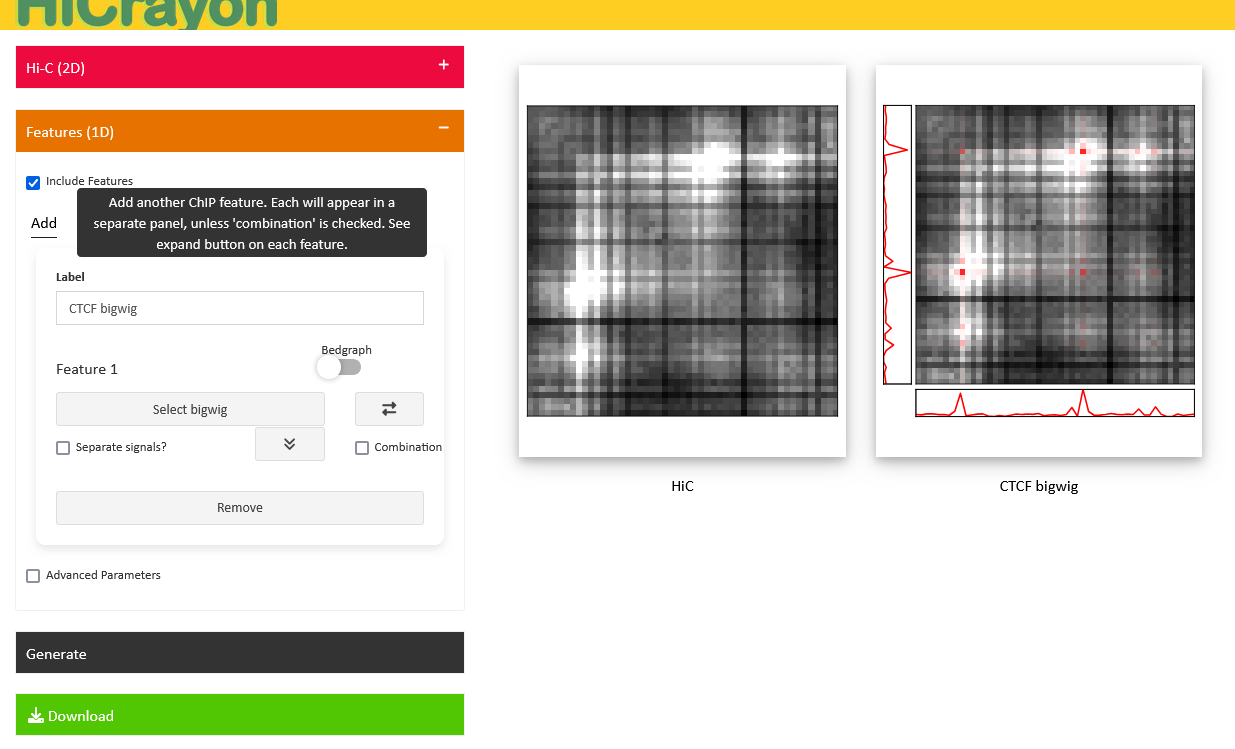 HiCrayon
Hi-C (2D)
Features (1D)
Include Features
Add another ChIP feature. Each will appear in a
separate panel, unless 'combination' is checked. See
expand button on each feature.
Add
Label
CTCF bigwig
Bedgraph
Feature 1
Select bigwig
Separate signals?
Combination
Remove
Advanced Parameters
Generate
Download
HiC
CTCF bigwig